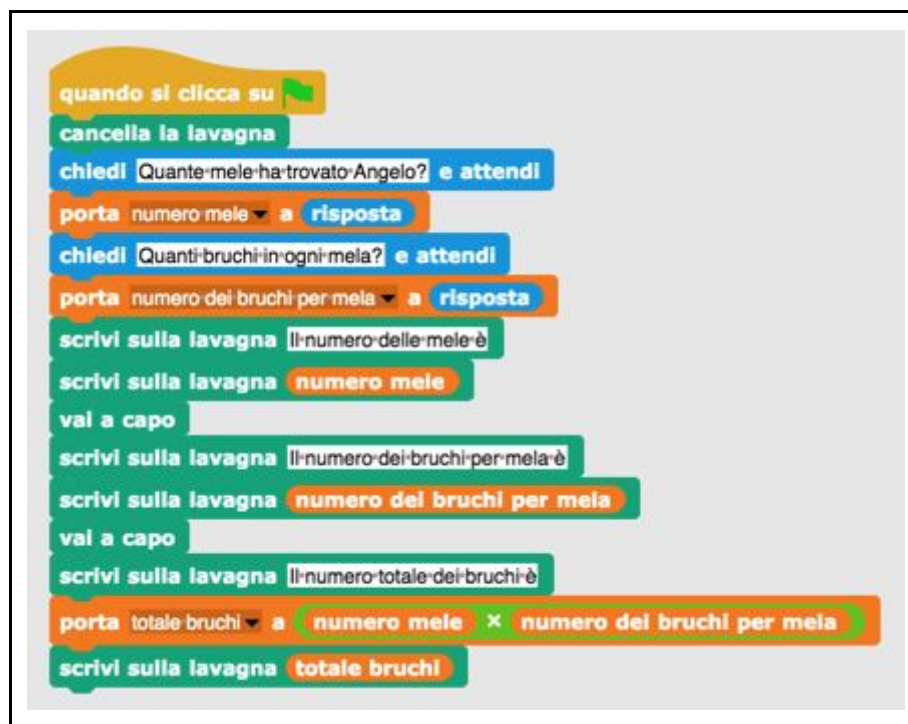 quando si clicca su
cancella la lavagna
chiedi Quante mele ha trovato Angelo? e attendi
porta numero mele a risposta
chiedi Quanti bruchi in ogni mela? e attendi
porta numero dei bruchi per mela a risposta
scrivi sulla lavagna Il numero delle mele è
scrivi sulla lavagna numero mele
vai a capo
scrivi sulla lavagna Il numero dei bruchi per mela è
scrivi sulla lavagna numero dei bruchi per mela
vai a capo
scrivi sulla lavagna Il numero totale dei bruchi è
porta totale bruchi a numero mele × numero dei bruchi per mela
scrivi sulla lavagna totale bruchi